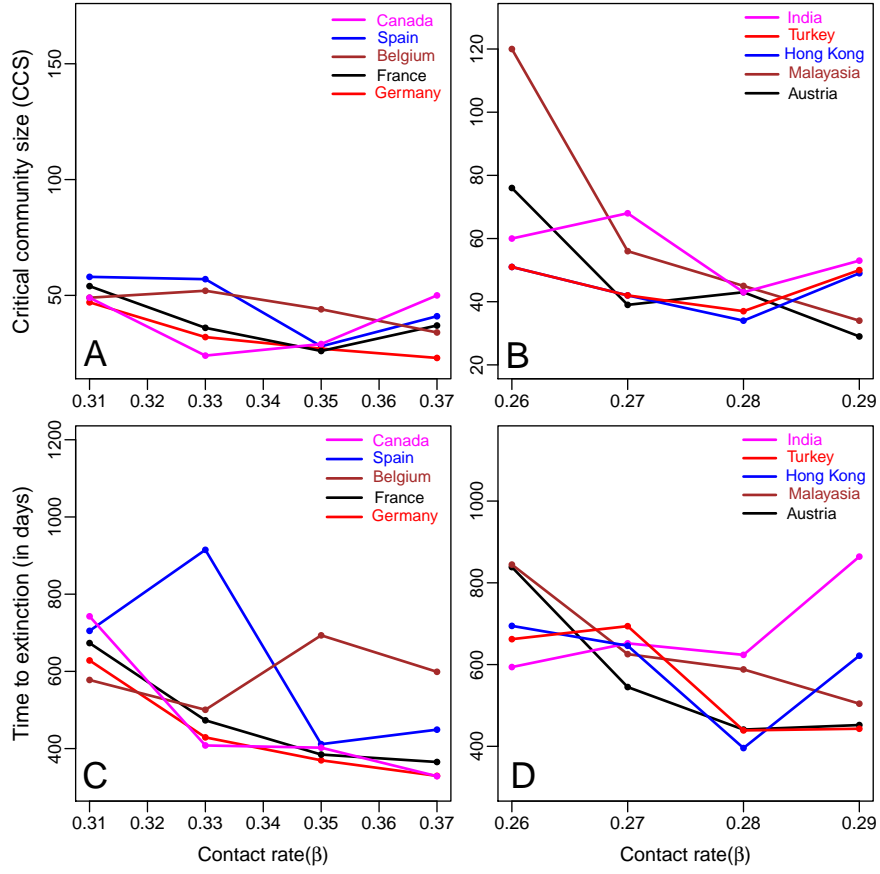 Critical community size (CCS)
150
100
50
Canada
Spain
Belgium
France
Germany
A
0.31 0.32 0.33 0.34 0.35 0.36 0.37
120
100
80
60
40
20
India
Turkey
Hong Kong
Malayasia
Austria
B
0.26 0.27 0.28 0.29
Time to extinction (in days)
1200
1000
800
600
400
Canada
Spain
Belgium
France
Germany
C
0.31 0.32 0.33 0.34 0.35 0.36 0.37
Contact rate(β)
1000
800
600
400
India
Turkey
Hong Kong
Malayasia
Austria
D
0.26 0.27 0.28 0.29
Contact rate(β)